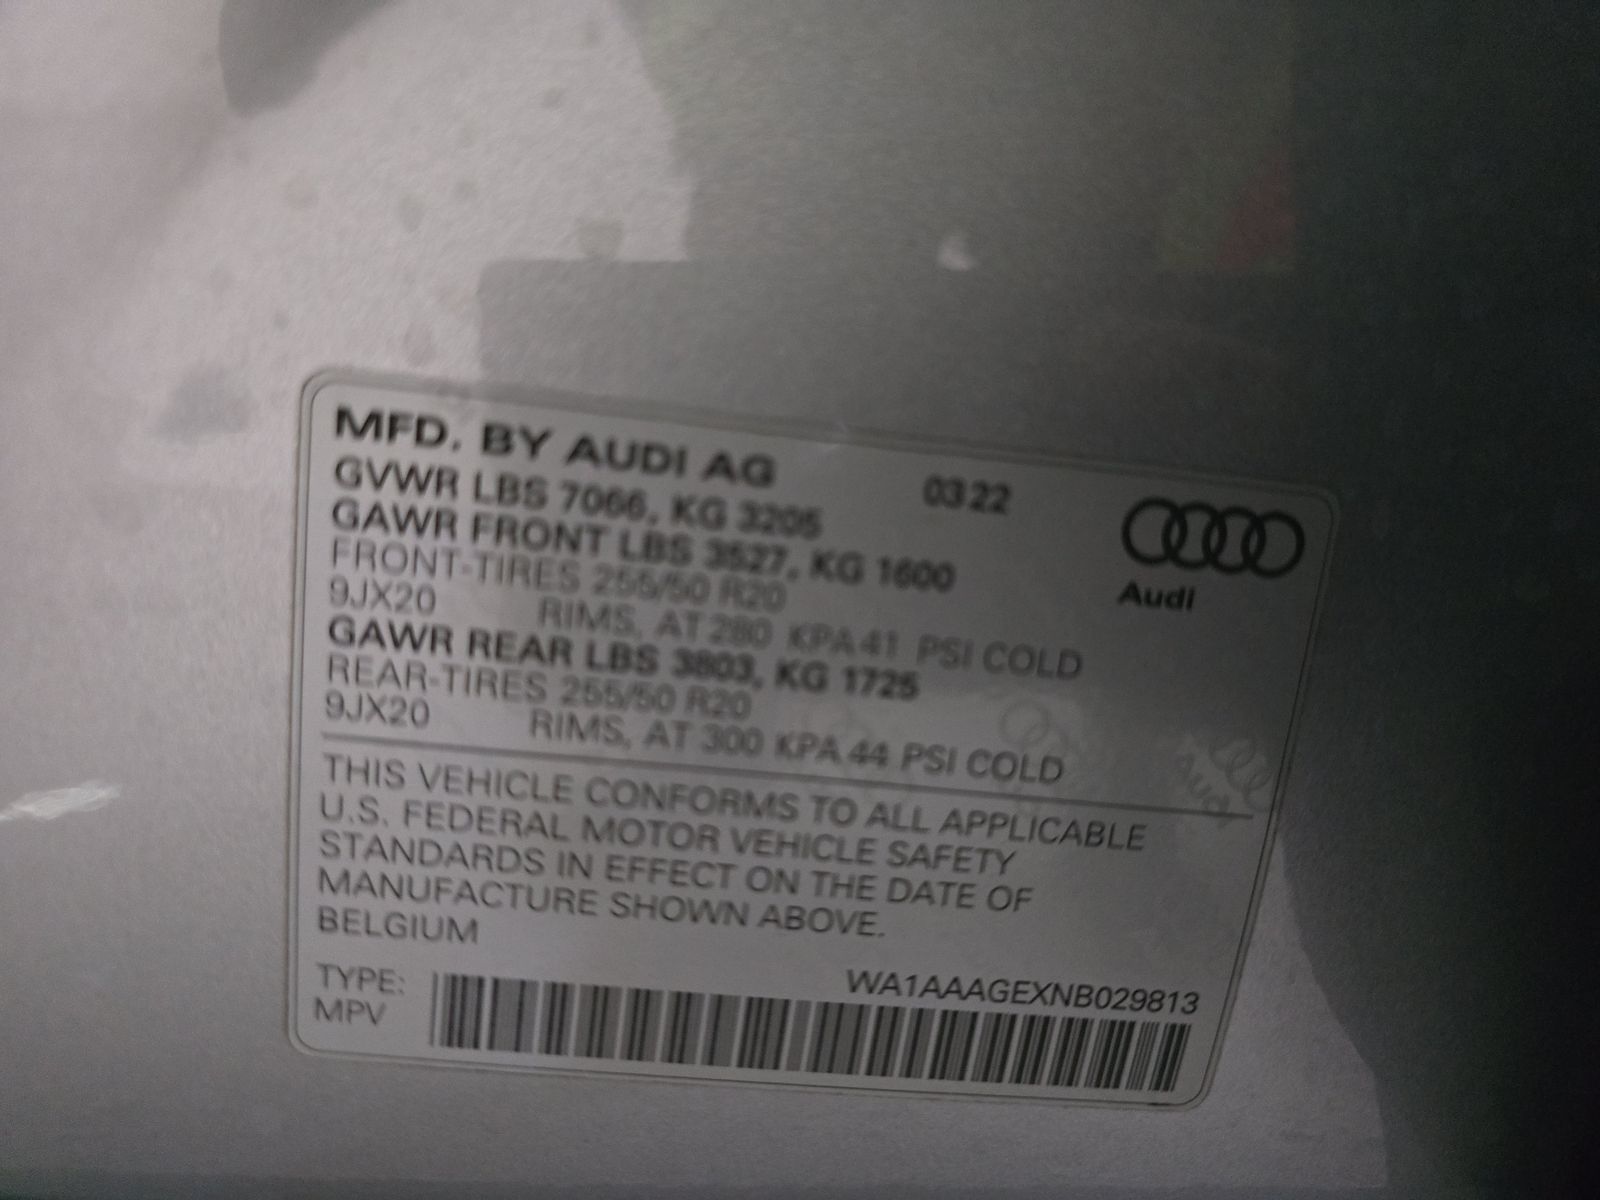 MFD. BY AUDI AG 0322
GVWR LBS 7066, KG 3205
GAWR FRONT LBS 3527, KG 1600
FRONT-TIRES 255/50 R20
9JX20 RIMS, AT 280 KPA 41 PSI COLD
GAWR REAR LBS 3803, KG 1725
REAR-TIRES 255/50 R20
9JX20 RIMS, AT 300 KPA 44 PSI COLD
Audi
THIS VEHICLE CONFORMS TO ALL APPLICABLE
U.S. FEDERAL MOTOR VEHICLE SAFETY
STANDARDS IN EFFECT ON THE DATE OF
MANUFACTURE SHOWN ABOVE.
BELGIUM
WA1AAAGEXNB029813
TYPE:
MPV
Audi